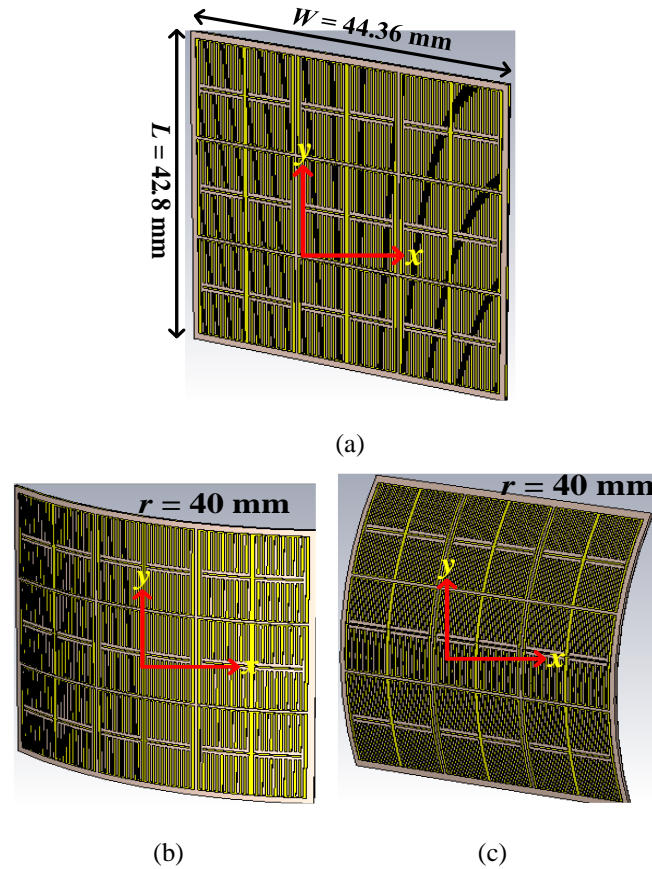 W = 44.36 mm
L = 42.8 mm
y
x
(a)
r = 40 mm
y
x
(b)
r = 40 mm
y
x
(c)